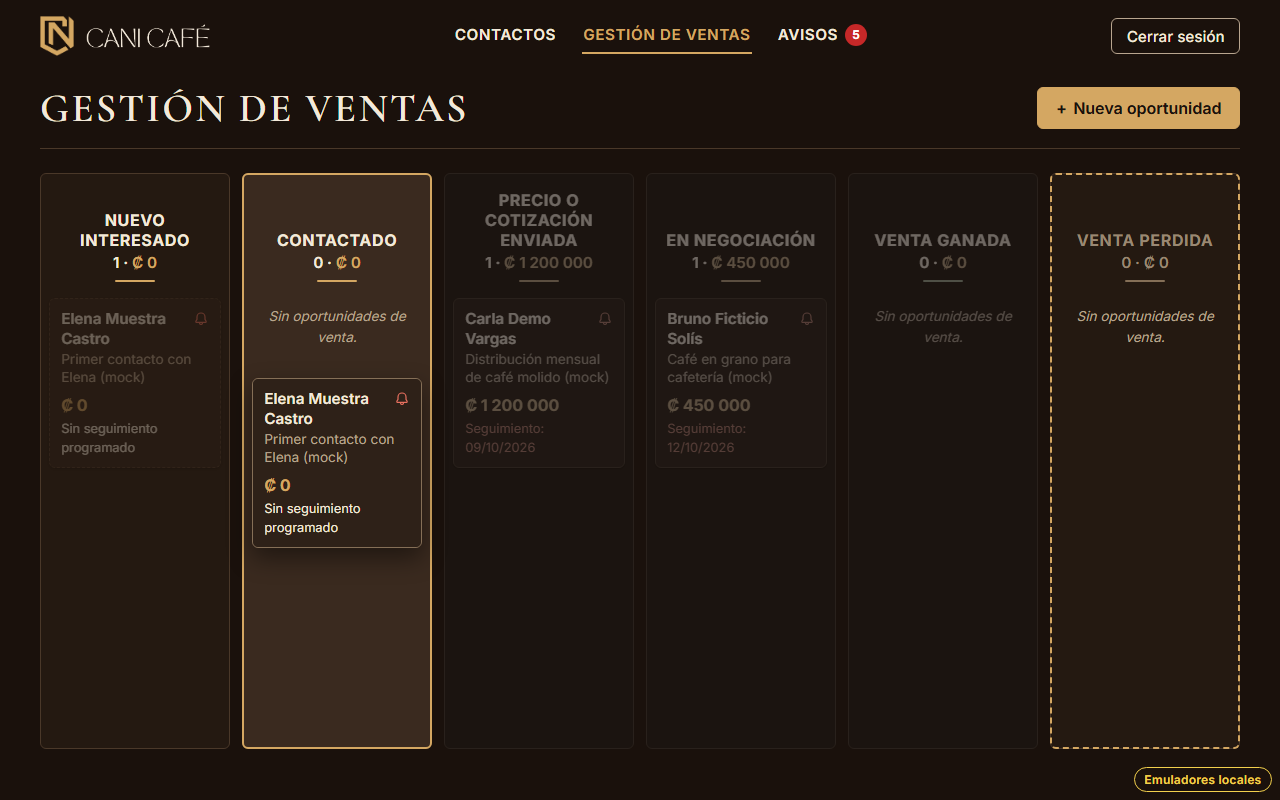 CANI CAFÉ
CONTACTOS
GESTIÓN DE VENTAS
AVISOS 5
Cerrar sesión
GESTIÓN DE VENTAS
+ Nueva oportunidad
NUEVO
INTERESADO
1 · ₡ 0
Elena Muestra
Castro
Primer contacto con
Elena (mock)
₡ 0
Sin seguimiento
programado
CONTACTADO
0 · ₡ 0
Sin oportunidades de
venta.
Elena Muestra
Castro
Primer contacto con
Elena (mock)
₡ 0
Sin seguimiento
programado
PRECIO O
COTIZACIÓN
ENVIADA
1 · ₡ 1 200 000
Carla Demo
Vargas
Distribución mensual
de café molido (mock)
₡ 1 200 000
Seguimiento:
09/10/2026
EN NEGOCIACIÓN
1 · ₡ 450 000
Bruno Ficticio
Solís
Café en grano para
cafetería (mock)
₡ 450 000
Seguimiento:
12/10/2026
VENTA GANADA
0 · ₡ 0
Sin oportunidades de
venta.
VENTA PERDIDA
0 · ₡ 0
Sin oportunidades de
venta.
Emuladores locales